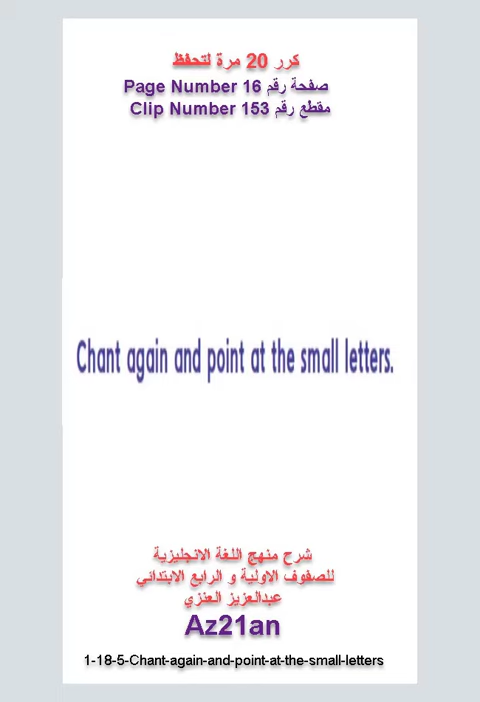 كرر 20 مرة لتحفظ
صفحة رقم Page Number 16
مقطع رقم Clip Number 153
Chant again and point at the small letters.
شرح منهج اللغة الانجليزية
للصفوف الاولية و الرابع الابتدائي
عبدالعزيز العنزي
Az21an
1-18-5-Chant-again-and-point-at-the-small-letters